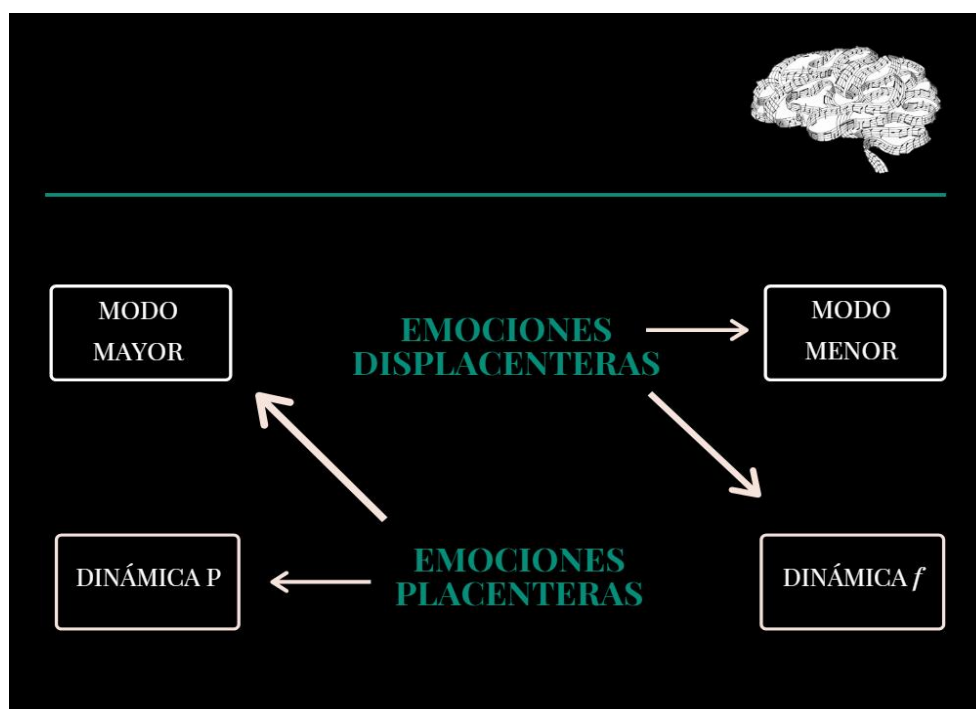 MODO
MAYOR
EMOCIONES
DISPLACENTERAS
MODO
MENOR
DINÁMICA P
EMOCIONES
PLACENTERAS
DINÁMICA f